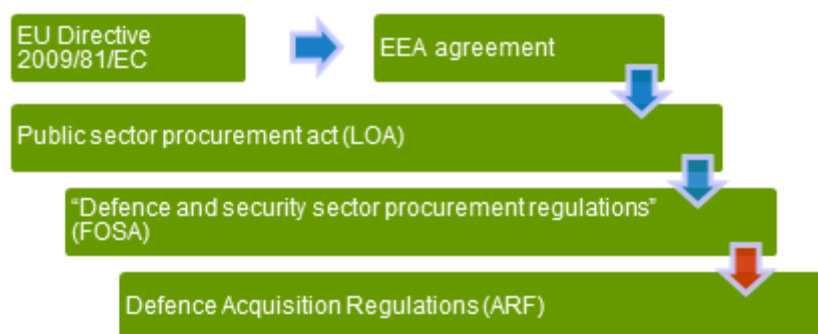 EU Directive
2009/81/EC
EEA agreement
Public sector procurement act (LOA)
“Defence and security sector procurement regulations”
(FOSA)
Defence Acquisition Regulations (ARF)